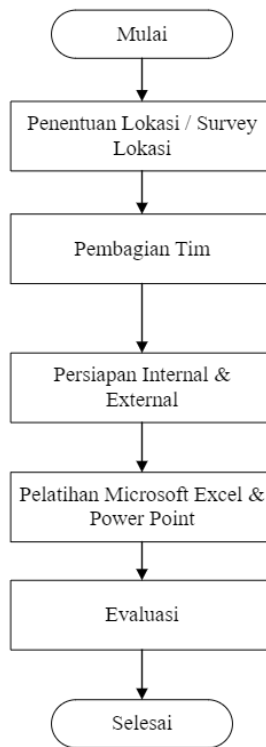 Mulai
Penentuan Lokasi / Survey
Lokasi
Pembagian Tim
Persiapan Internal &
External
Pelatihan Microsoft Excel &
Power Point
Evaluasi
Selesai